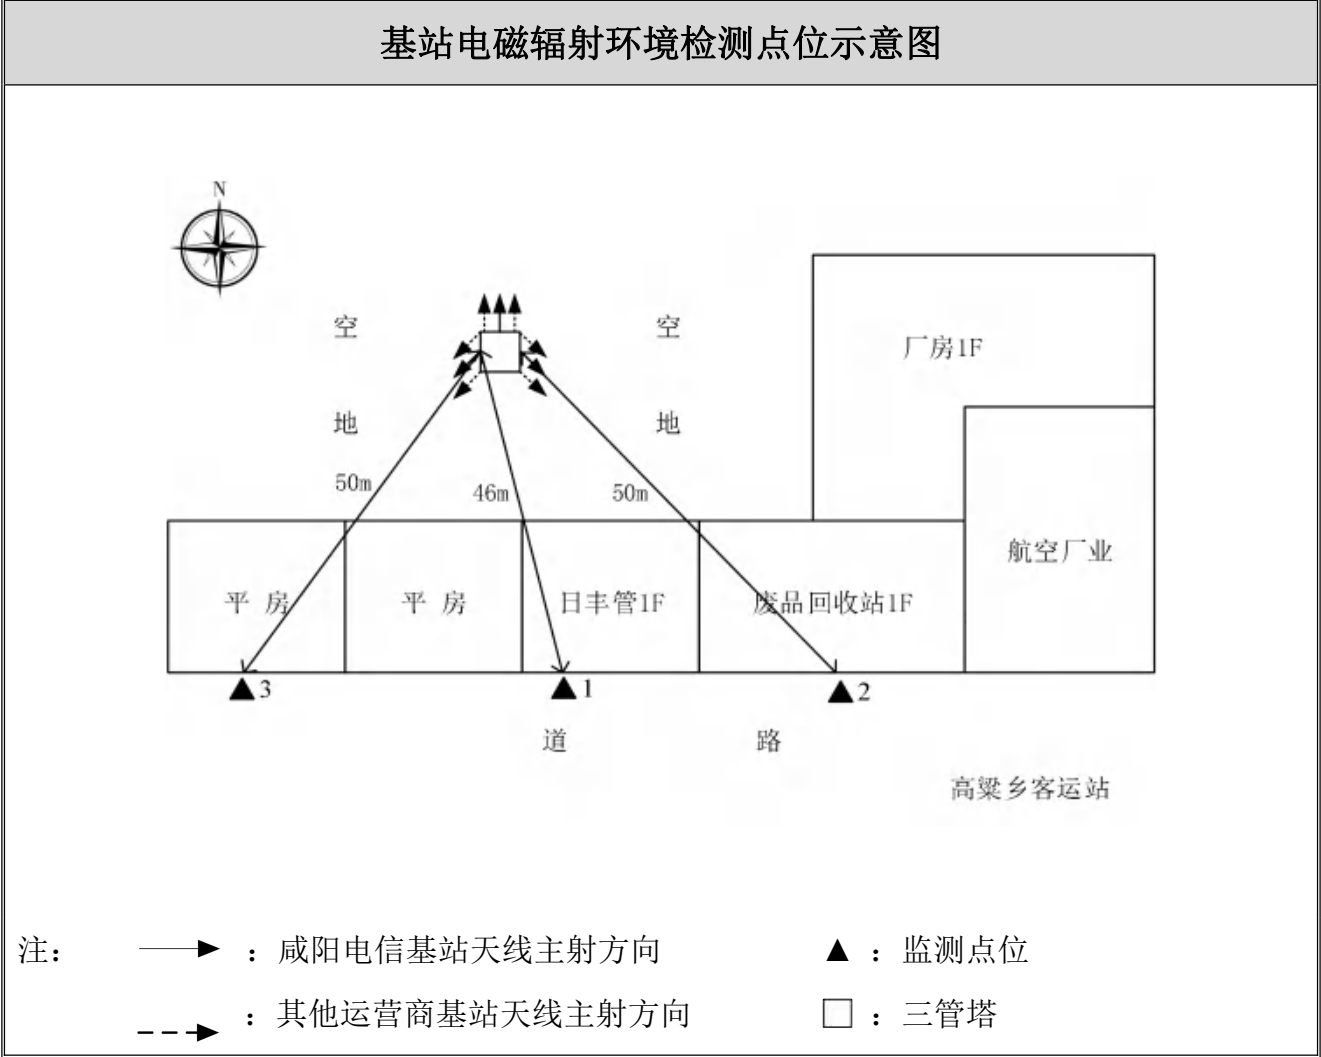 基站电磁辐射环境检测点位示意图
N
空
空
厂房1F
地
地
50m
46m
50m
航空厂业
平 房
平 房
日丰管1F
废品回收站1F
3
1
2
道 路
高粱乡客运站
注：
：咸阳电信基站天线主射方向
：监测点位
：其他运营商基站天线主射方向
：三管塔